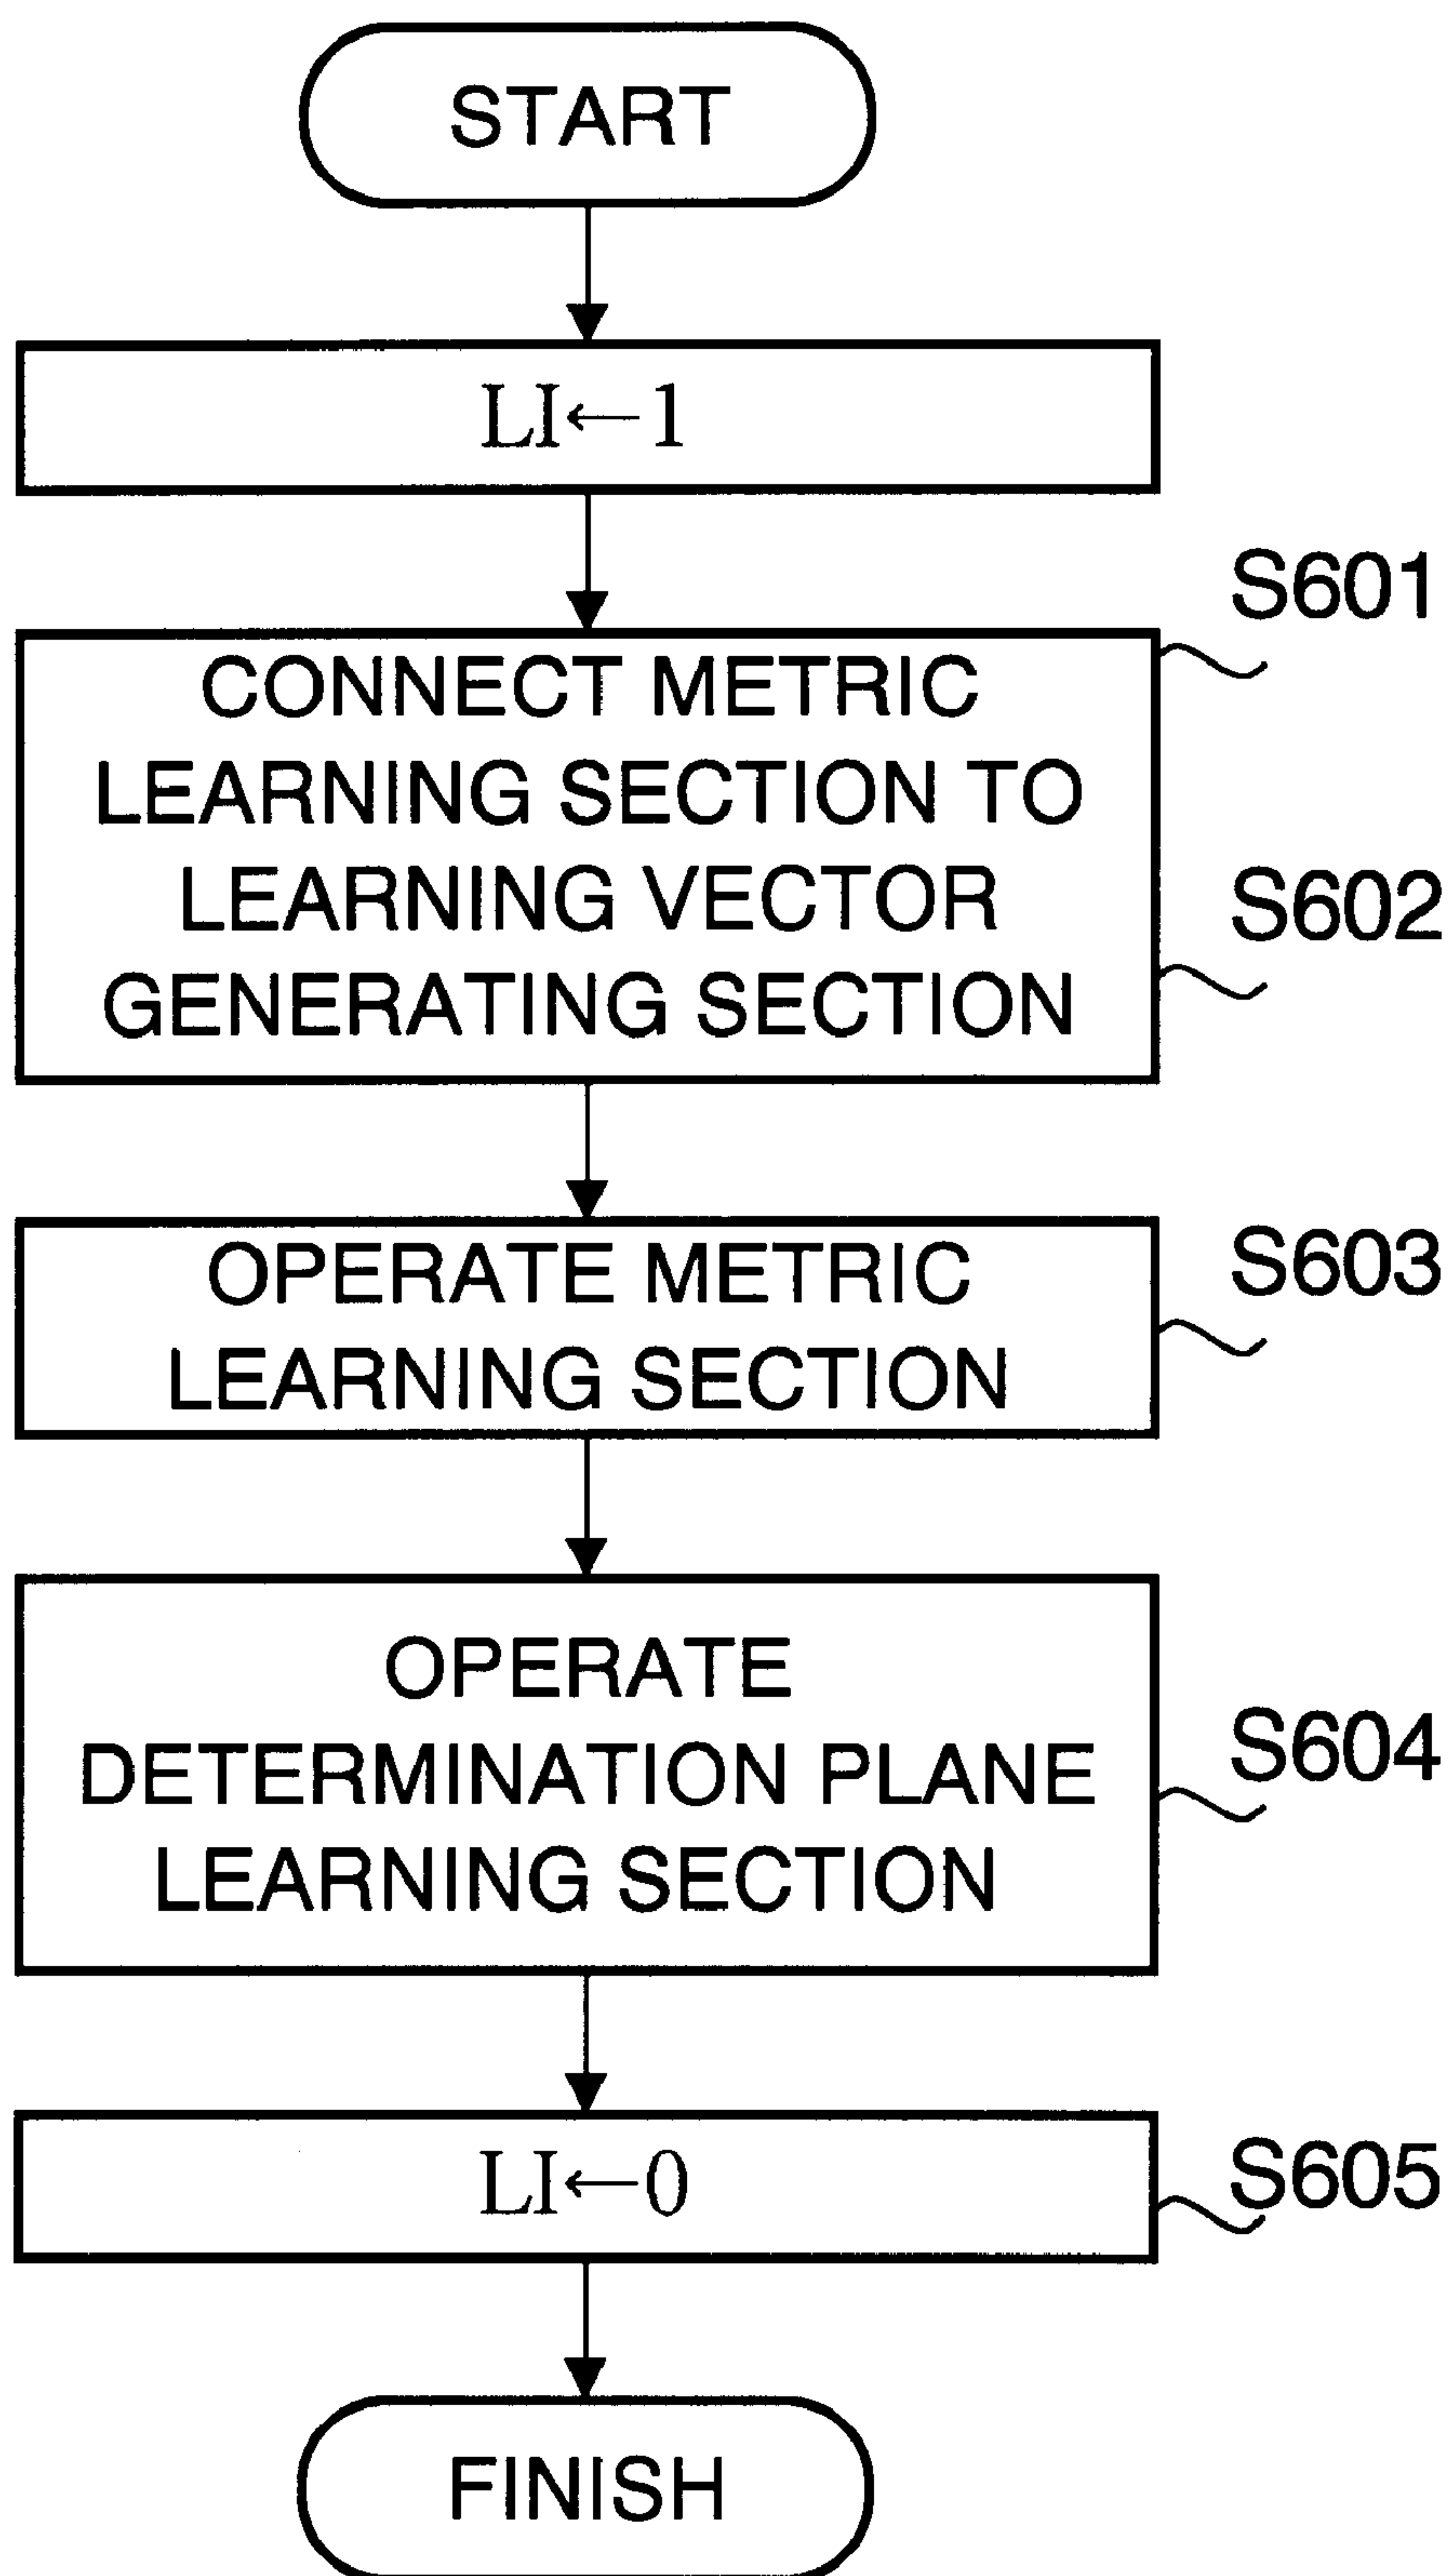 START
LI←1
S601
CONNECT METRIC
LEARNING SECTION TO
LEARNING VECTOR
S602
GENERATING SECTION
OPERATE METRIC
S603
LEARNING SECTION
OPERATE
DETERMINATION PLANE
S604
LEARNING SECTION
LI←0
S605
FINISH